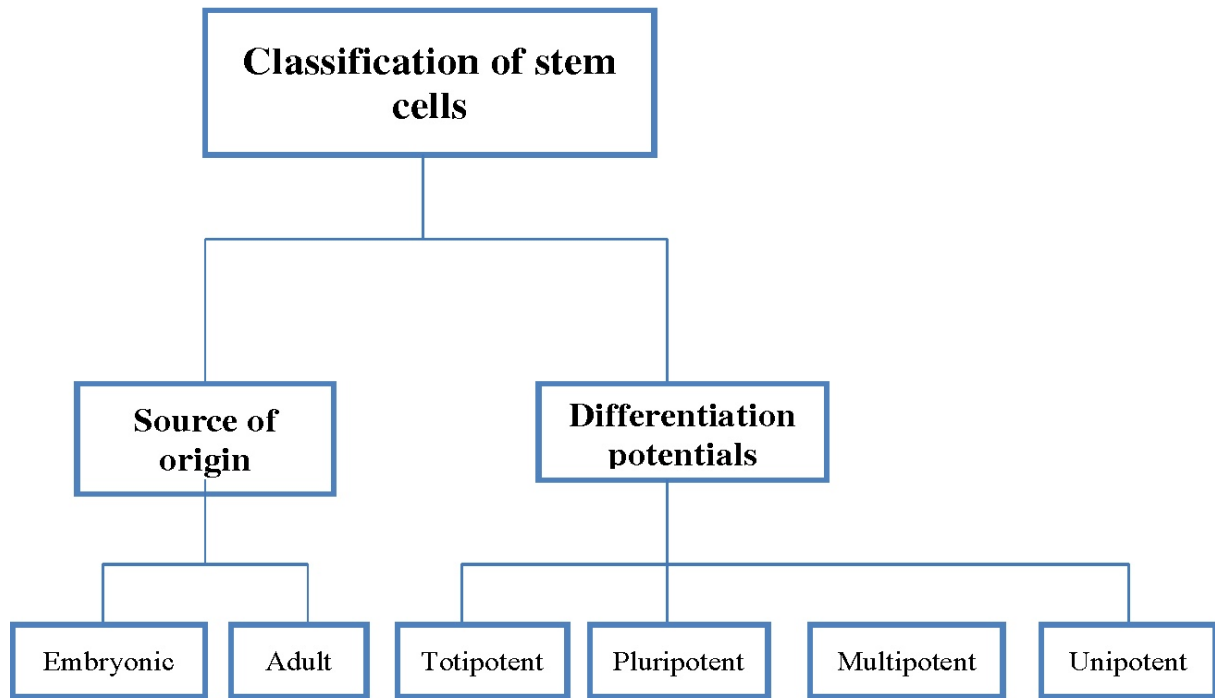 Classification of stem
cells
Source of
origin
Differentiation
potentials
Embryonic
Adult
Totipotent
Pluripotent
Multipotent
Unipotent